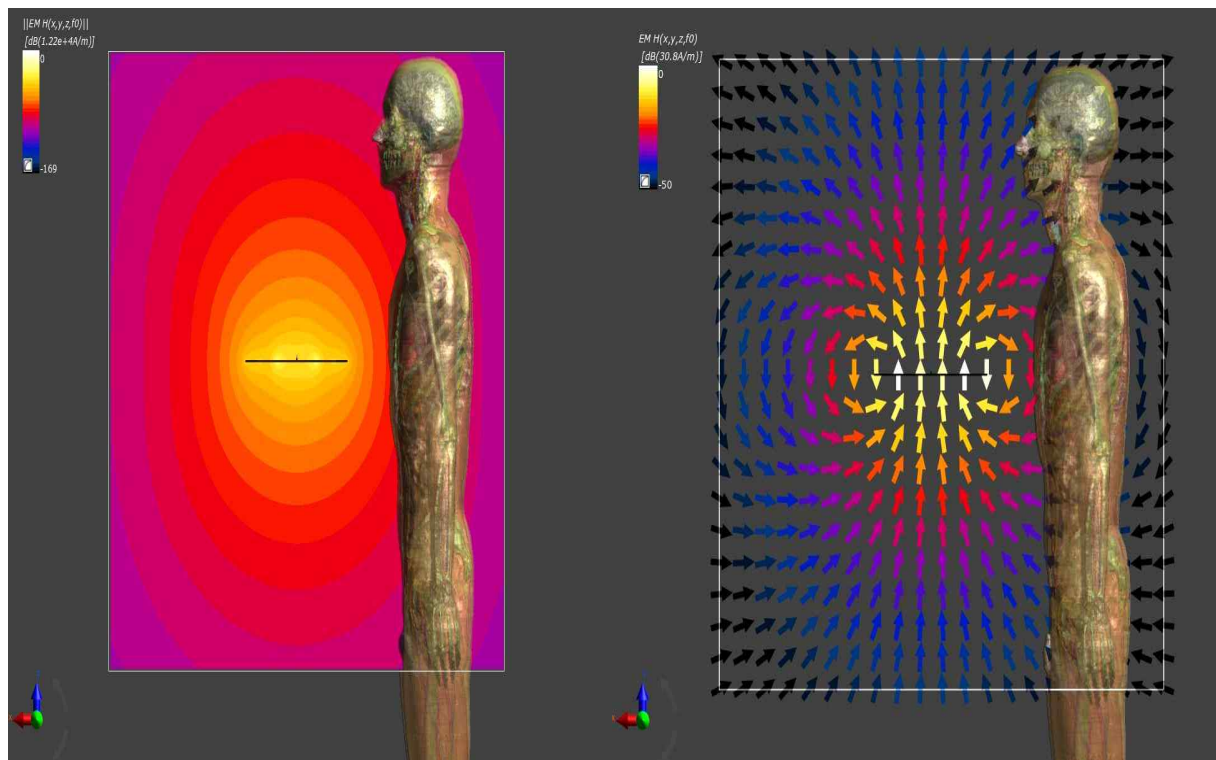 ||EM H(x,y,z,f0)||
[dB(1.22e+4A/m)]
0
-169
EM H(x,y,z,f0)
[dB(30.8A/m)]
0
-50